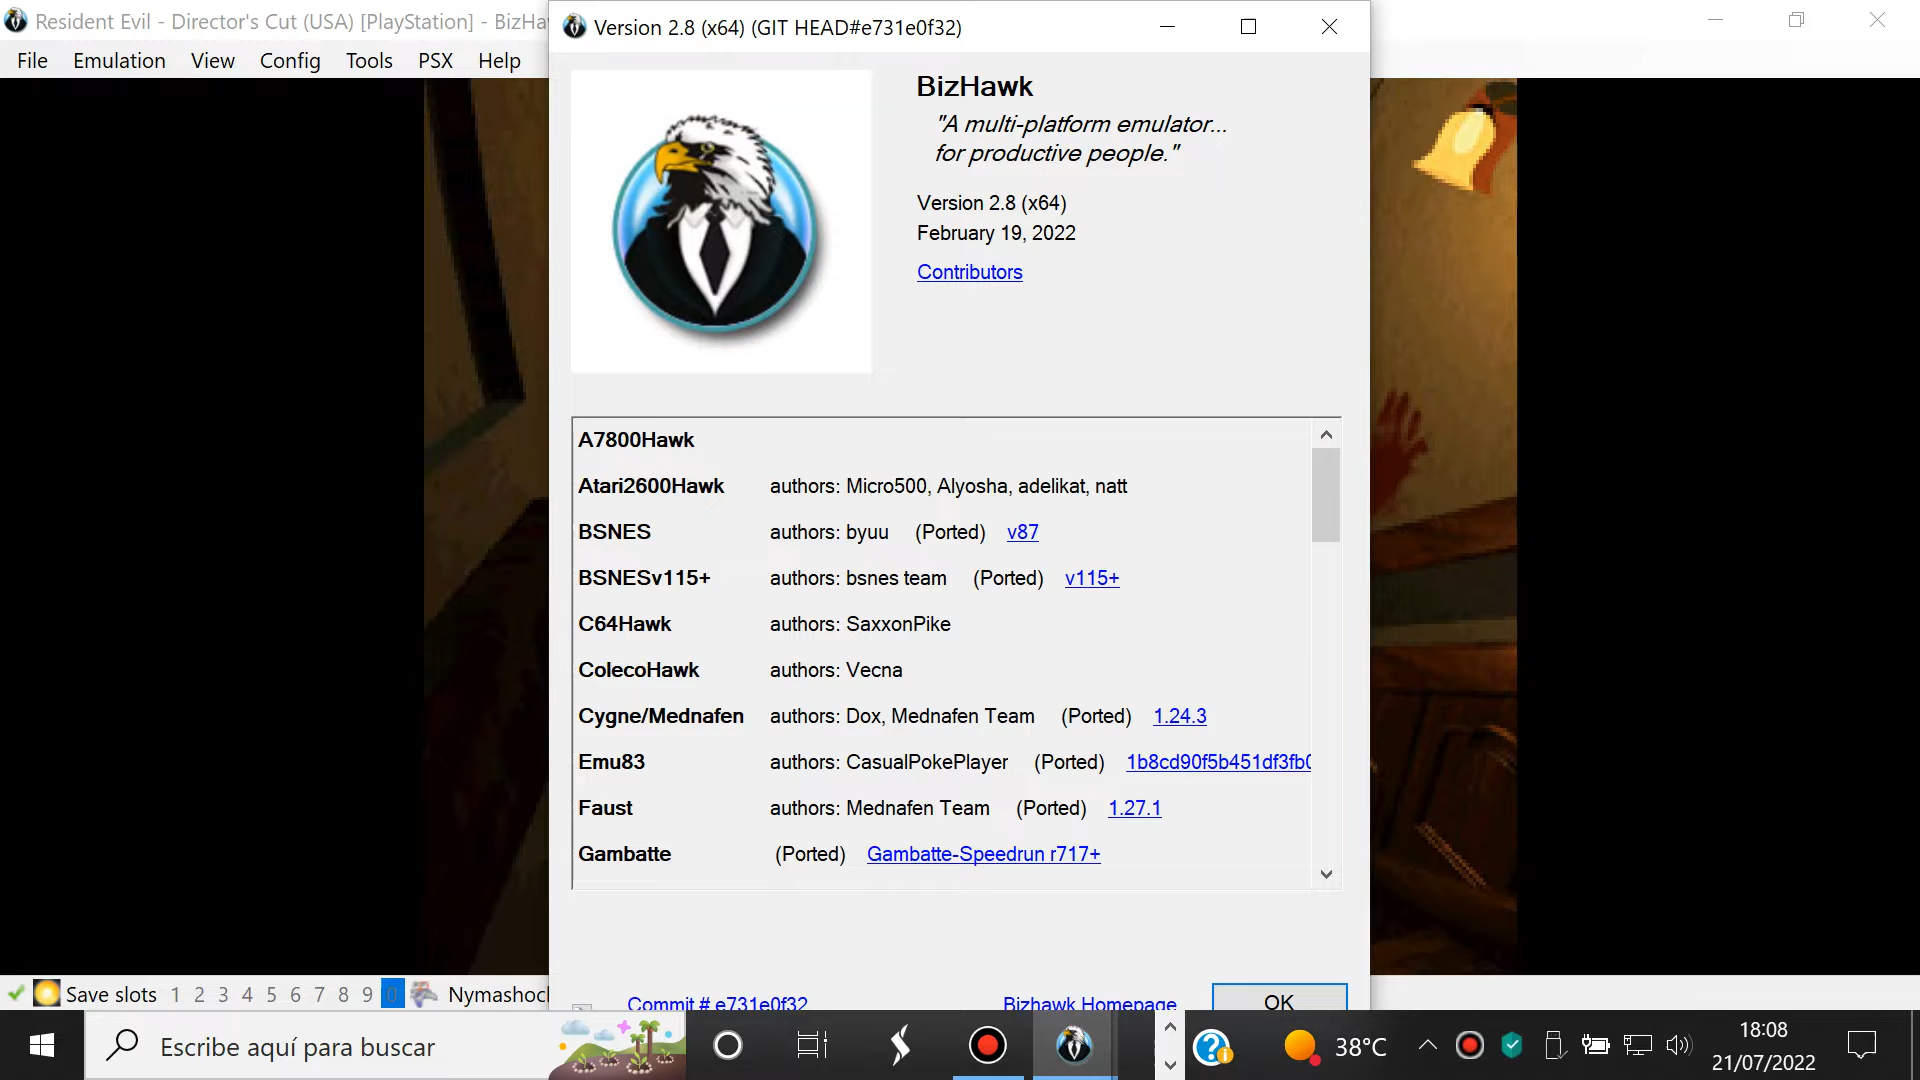 Resident Evil - Director's Cut (USA) [PlayStation] - BizHa
Version 2.8 (x64) (GIT HEAD#e731e0f32)
File Emulation View Config Tools PSX Help
BizHawk
"A multi-platform emulator...
for productive people."
Version 2.8 (x64)
February 19, 2022
Contributors
A7800Hawk
Atari2600Hawk authors: Micro500, Alyosha, adelikat, natt
BSNES authors: byuu (Ported) v87
BSNESv115+ authors: bsnes team (Ported) v115+
C64Hawk authors: SaxxonPike
ColecoHawk authors: Vecna
Cygne/Mednafen authors: Dox, Mednafen Team (Ported) 1.24.3
Emu83 authors: CasualPokePlayer (Ported) 1b8cd90f5b451df3fb0
Faust authors: Mednafen Team (Ported) 1.27.1
Gambatte (Ported) Gambatte-Speedrun r717+
Save slots 1 2 3 4 5 6 7 8 9 0 Nymashoc
Commit # e731e0f32 Bizhawk Homepage OK
Escribe aquí para buscar
38°C
18:08
21/07/2022